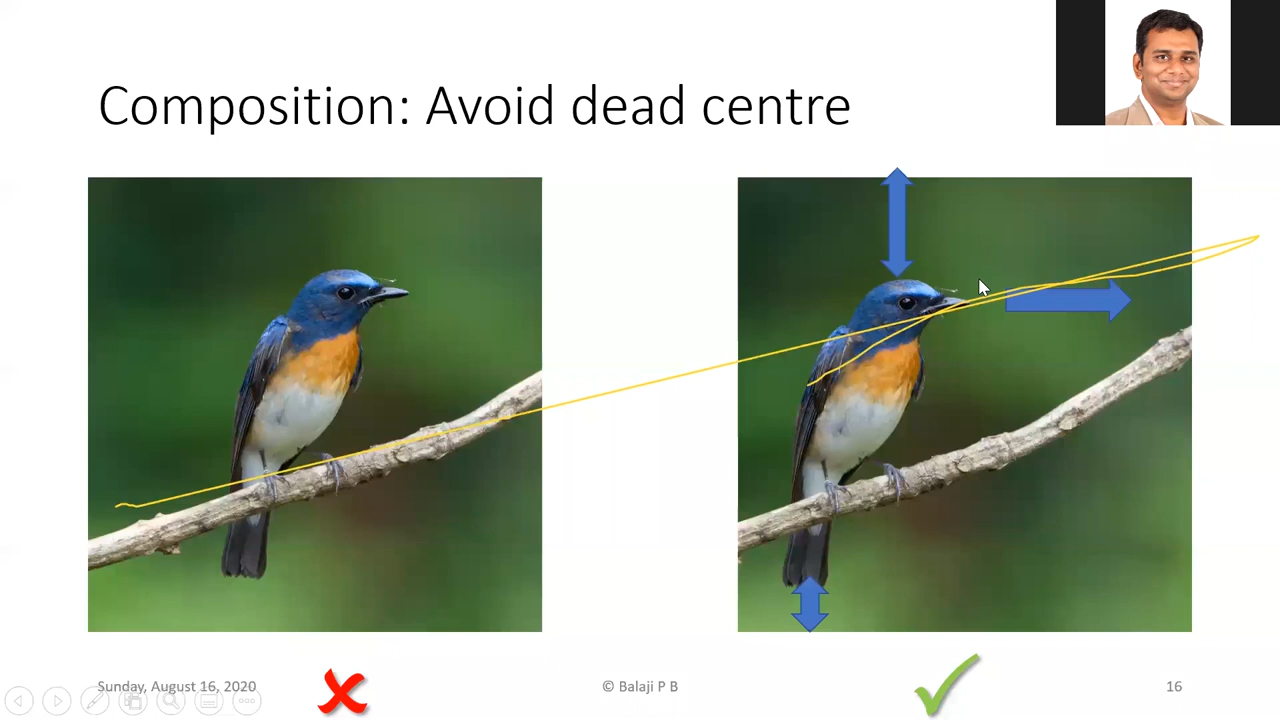 Composition: Avoid dead centre
Sunday, August 16, 2020
© Balaji P B
16